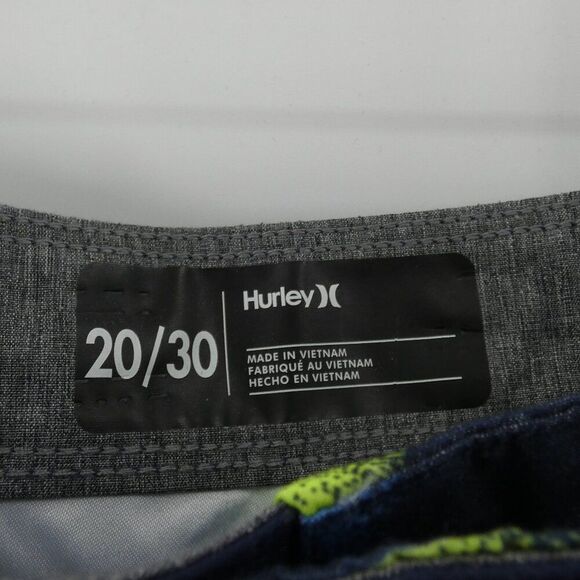 20/30
Hurley
MADE IN VIETNAM
FABRIQUÉ AU VIETNAM
HECHO EN VIETNAM